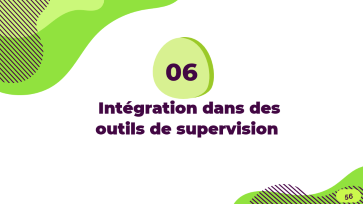 06
Intégration dans des
outils de supervision
56